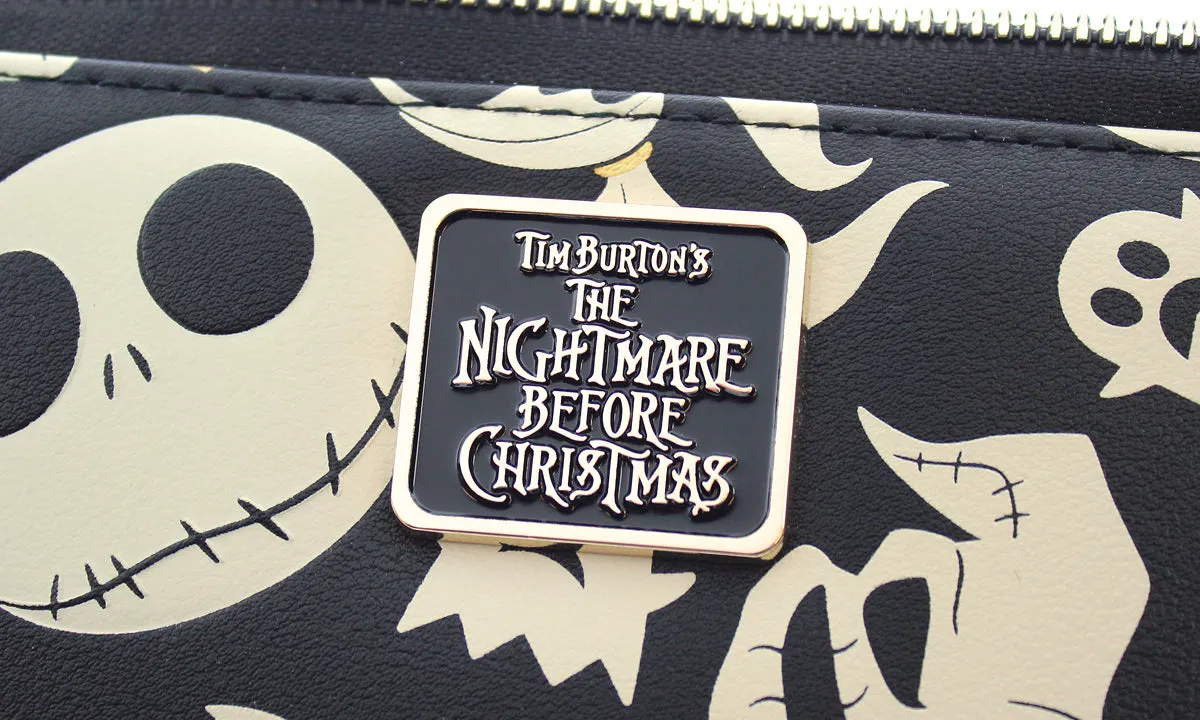 TIM BURTON'S
THE
NIGHTMARE
BEFORE
CHRISTMAS